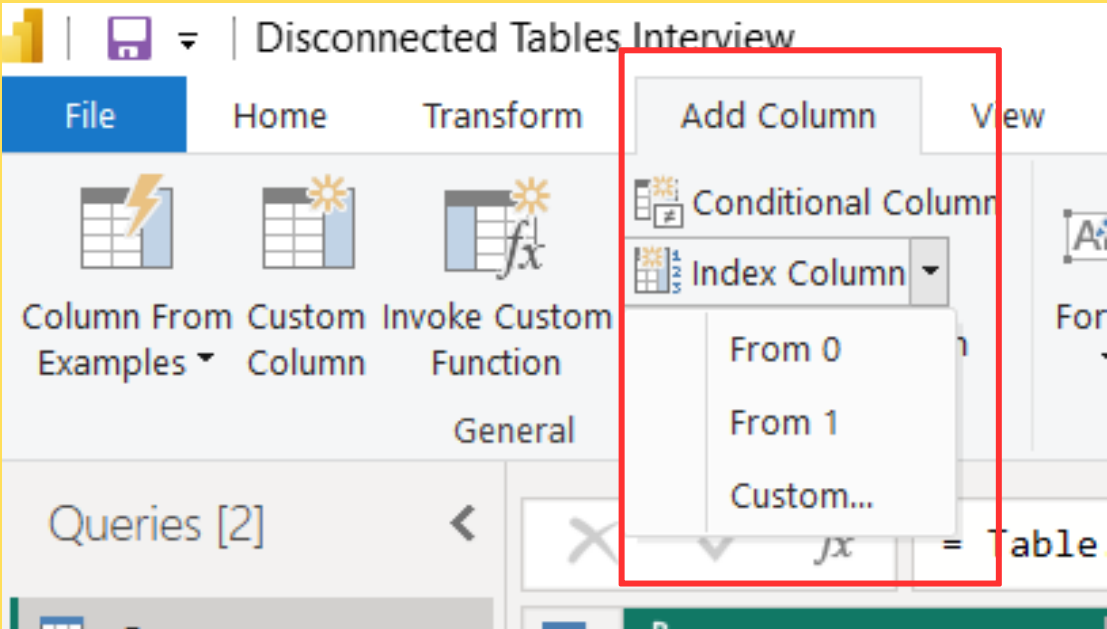 Disconnected Tables Interview
File Home Transform Add Column View
Conditional Column
Index Column
Column From Examples
Custom Column
Invoke Custom Function
From 0
From 1
Custom...
General
Queries [2]
fx
= Table